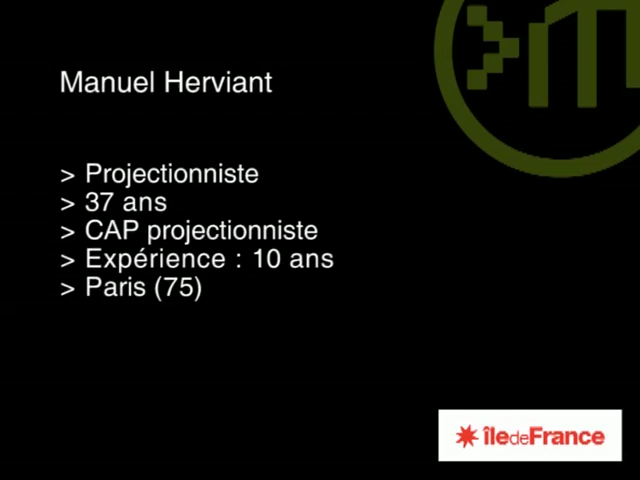 Manuel Herviant
> Projectionniste
> 37 ans
> CAP projectionniste
> Expérience : 10 ans
> Paris (75)
îledeFrance